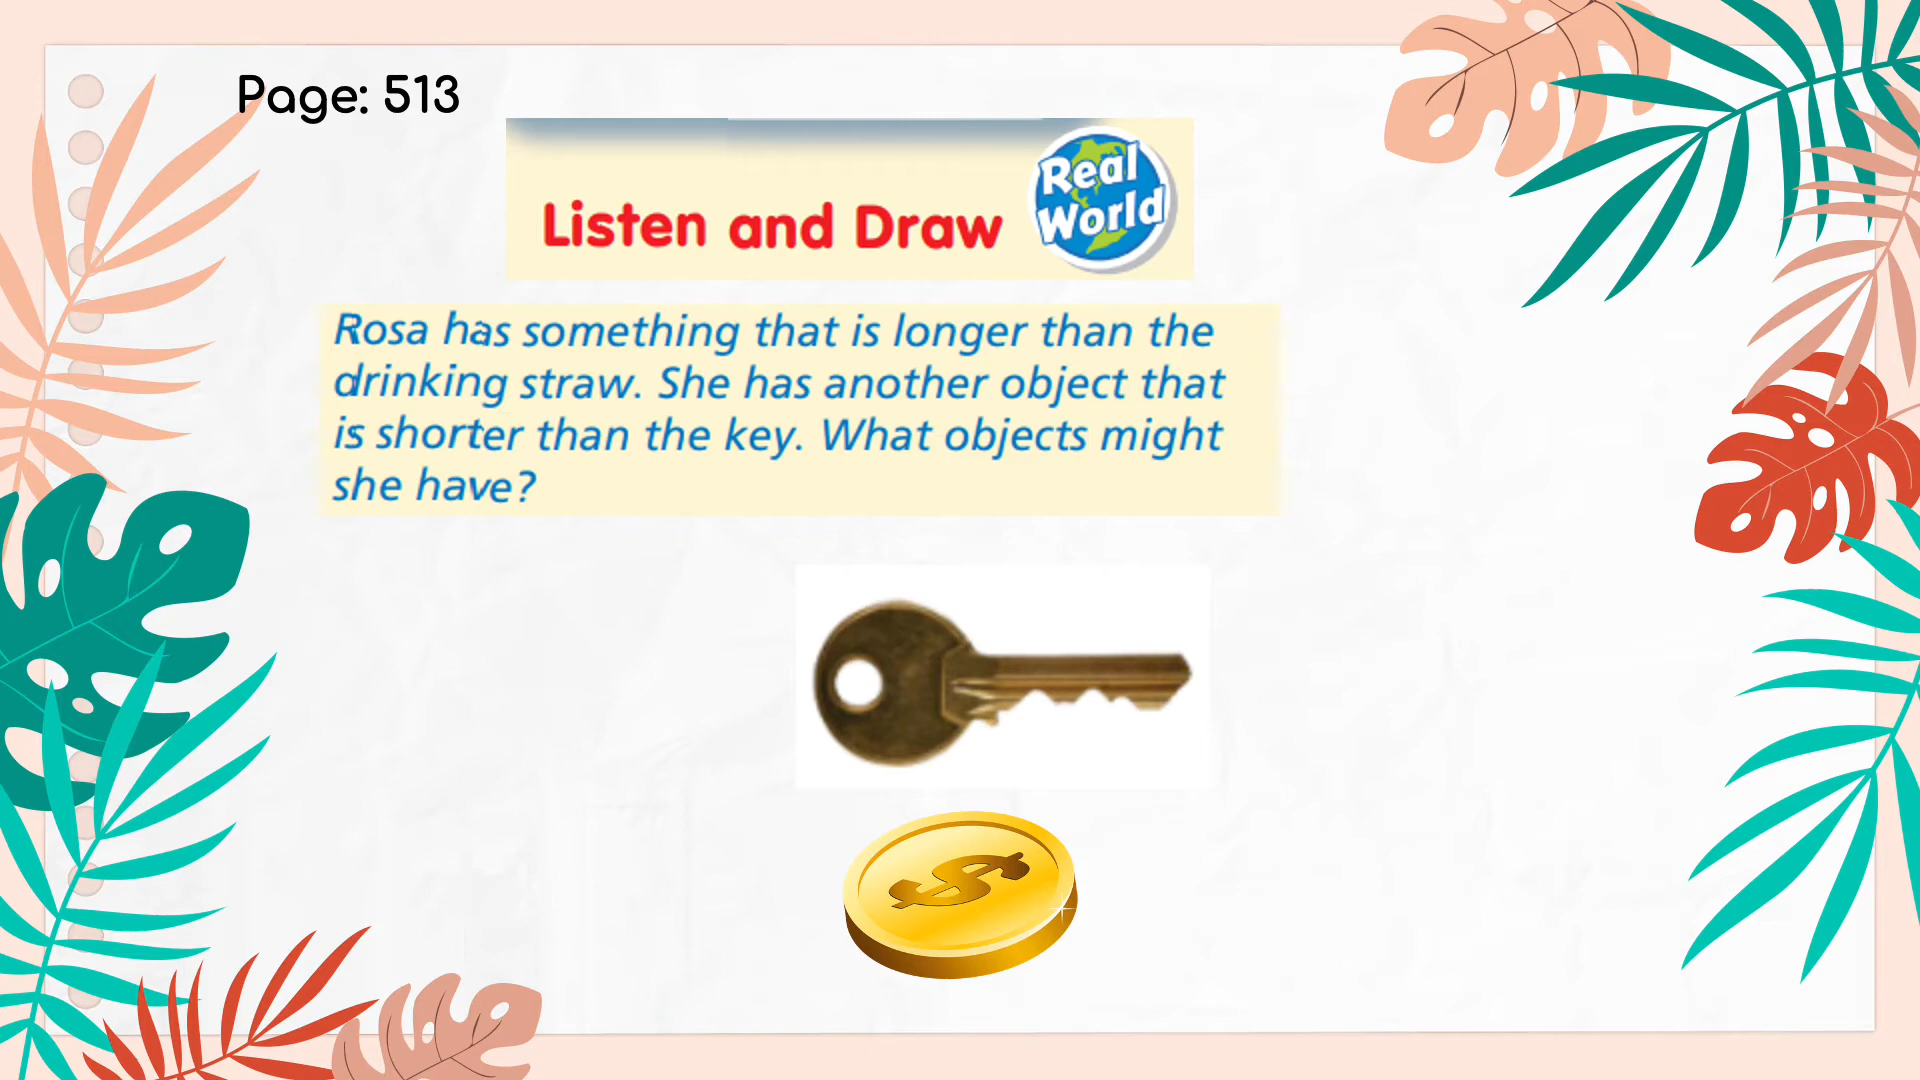 Page: 513
Listen and Draw
Real
World
Rosa has something that is longer than the
drinking straw. She has another object that
is shorter than the key. What objects might
she have?
$